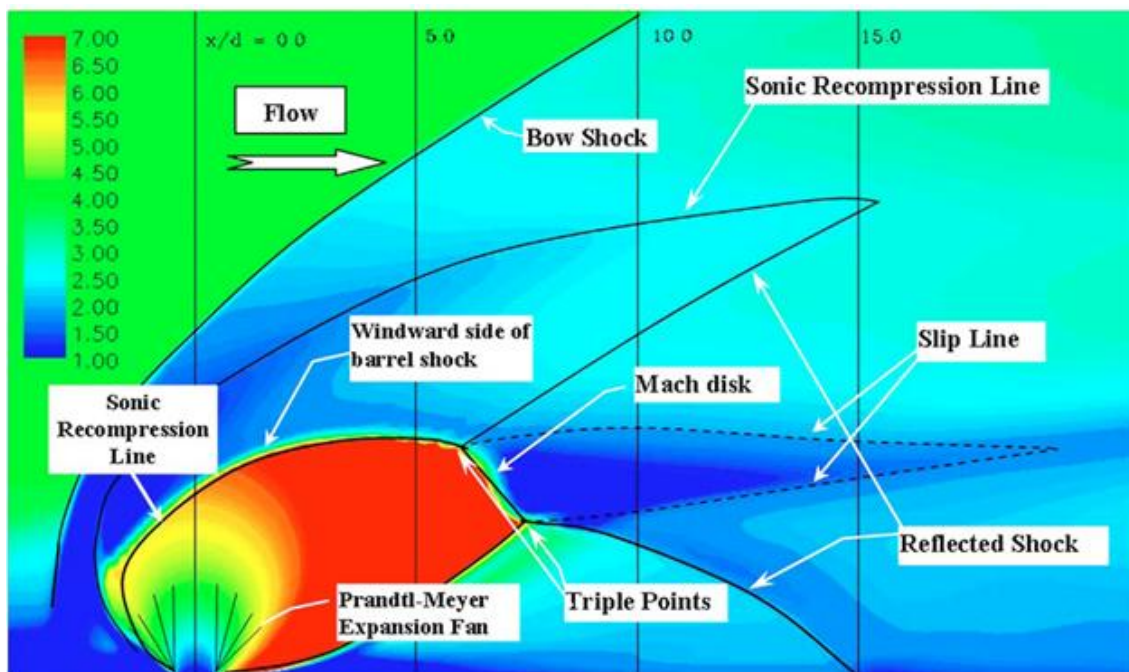 7.00
6.50
6.00
5.50
5.00
4.50
4.00
3.50
3.00
2.50
2.00
1.50
1.00
x/d = 0.0
5.0
10.0
15.0
Flow
Bow Shock
Sonic Recompression Line
Windward side of
barrel shock
Mach disk
Slip Line
Sonic
Recompression
Line
Reflected Shock
Triple Points
Prandtl-Meyer
Expansion Fan